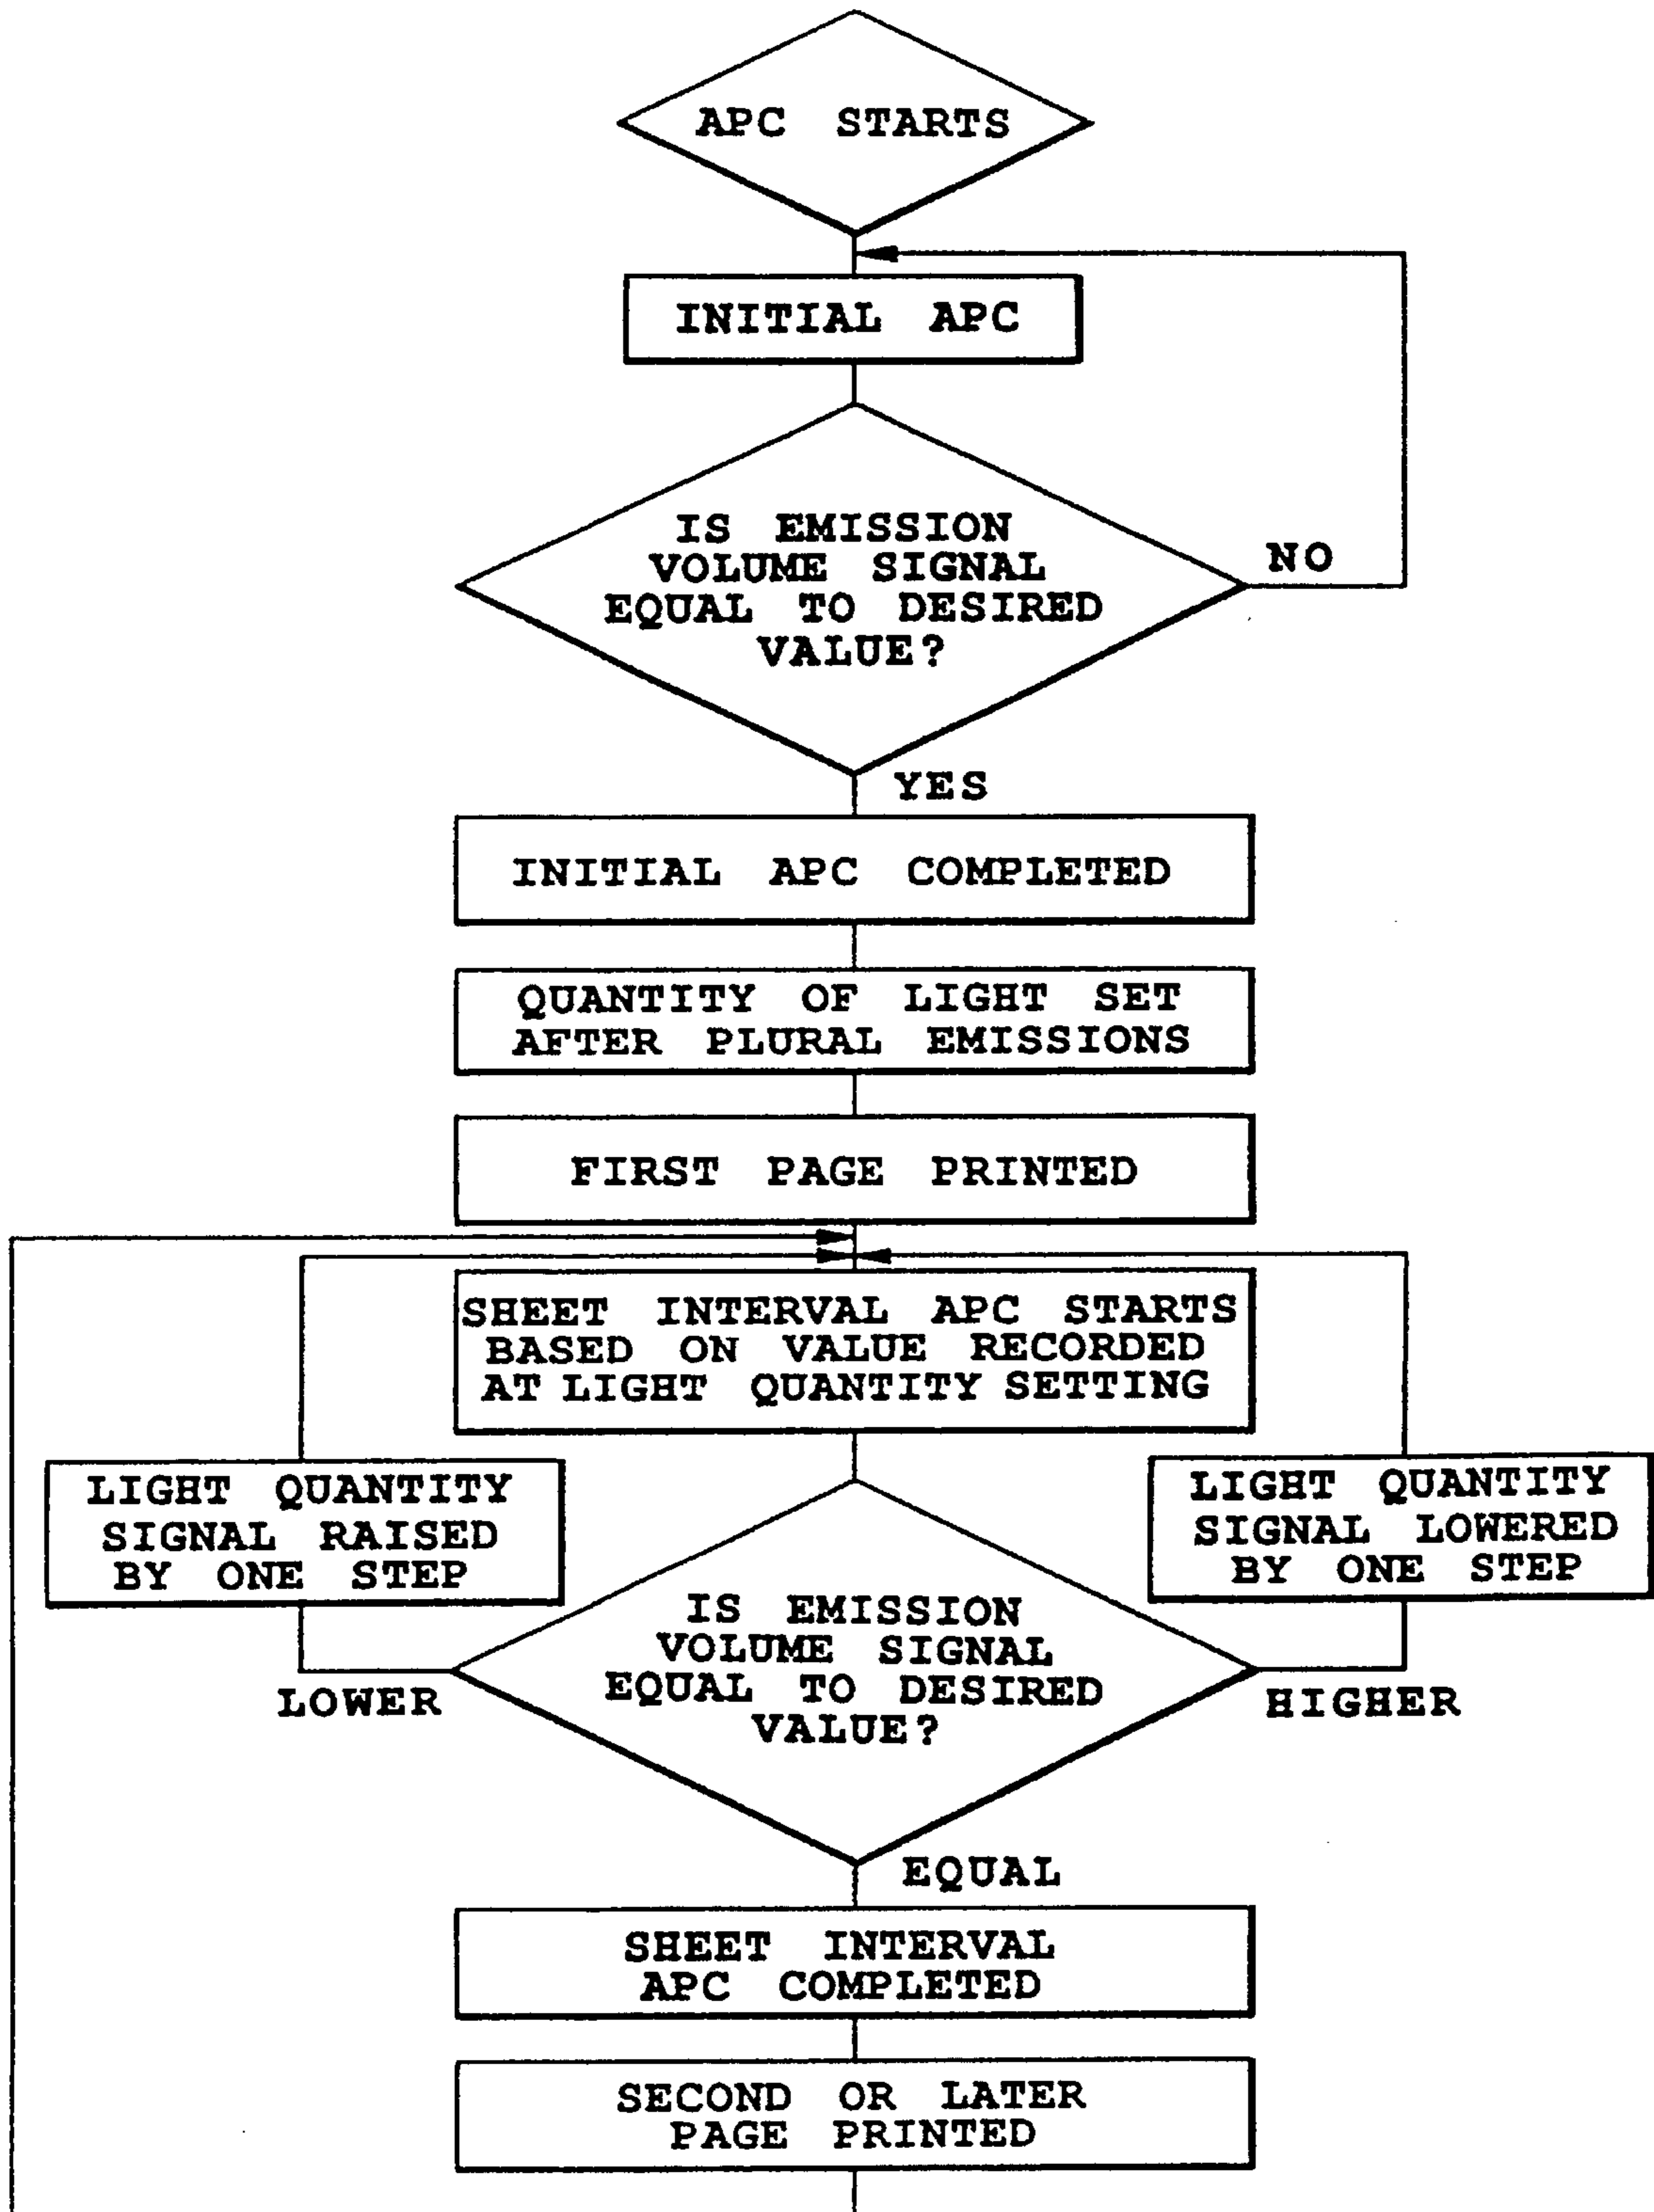 APC STARTS
INITIAL APC
IS EMISSION
VOLUME SIGNAL
EQUAL TO DESIRED
VALUE?
NO
YES
INITIAL APC COMPLETED
QUANTITY OF LIGHT SET
AFTER PLURAL EMISSIONS
FIRST PAGE PRINTED
SHEET INTERVAL APC STARTS
BASED ON VALUE RECORDED
AT LIGHT QUANTITY SETTING
LIGHT QUANTITY
SIGNAL RAISED
BY ONE STEP
LIGHT QUANTITY
SIGNAL LOWERED
BY ONE STEP
IS EMISSION
VOLUME SIGNAL
EQUAL TO DESIRED
VALUE?
LOWER
HIGHER
EQUAL
SHEET INTERVAL
APC COMPLETED
SECOND OR LATER
PAGE PRINTED